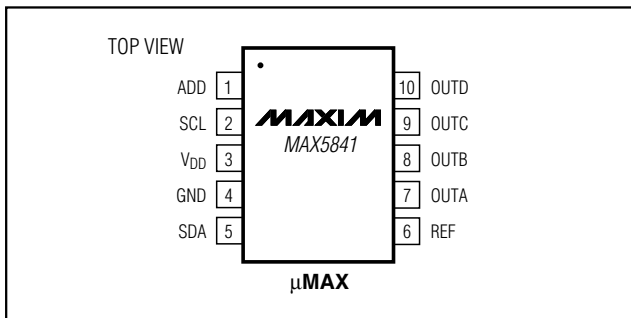 TOP VIEW
ADD 1
SCL 2
VDD 3
GND 4
SDA 5
MAXIM
MAX5841
10 OUTD
9 OUTC
8 OUTB
7 OUTA
6 REF
μMAX